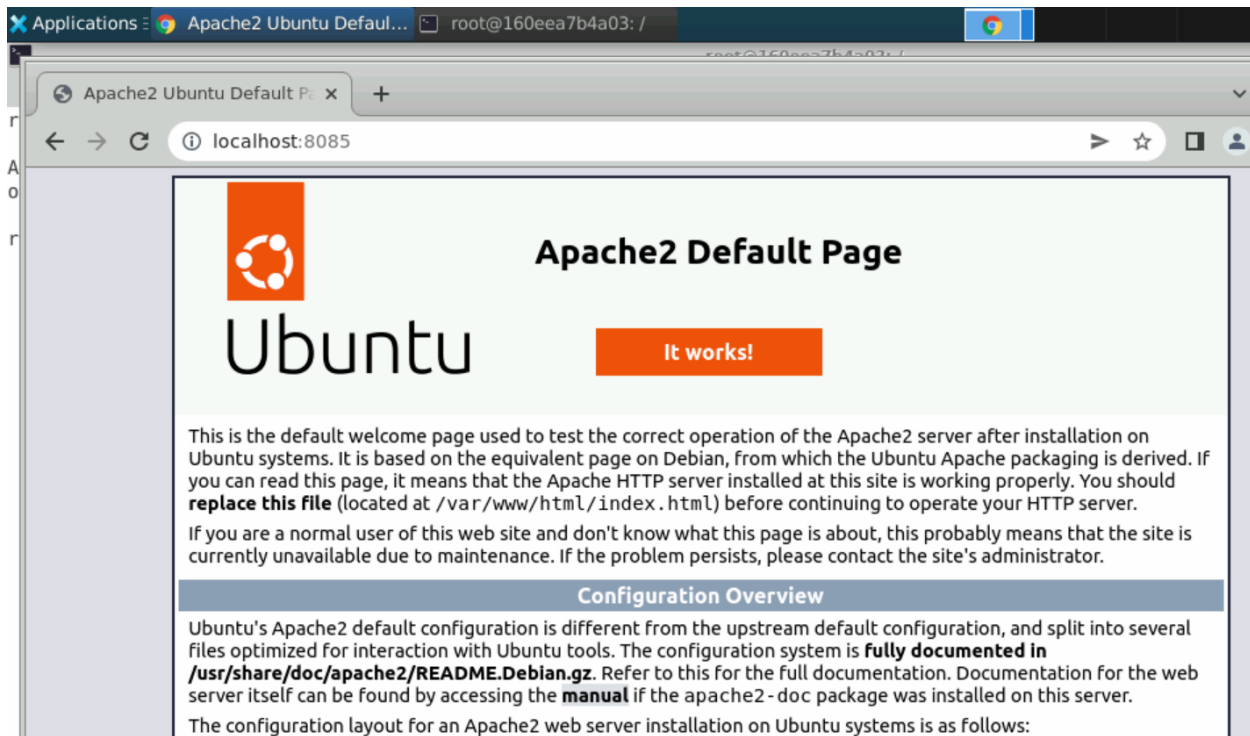 Applications
Apache2 Ubuntu Defaul...
root@160eea7b4a03: /
root@160eea7b4a03: /
Apache2 Ubuntu Default Pa
localhost:8085
Apache2 Default Page
Ubuntu
It works!
This is the default welcome page used to test the correct operation of the Apache2 server after installation on
Ubuntu systems. It is based on the equivalent page on Debian, from which the Ubuntu Apache packaging is derived. If
you can read this page, it means that the Apache HTTP server installed at this site is working properly. You should
replace this file (located at /var/www/html/index.html) before continuing to operate your HTTP server.
If you are a normal user of this web site and don't know what this page is about, this probably means that the site is
currently unavailable due to maintenance. If the problem persists, please contact the site's administrator.
Configuration Overview
Ubuntu's Apache2 default configuration is different from the upstream default configuration, and split into several
files optimized for interaction with Ubuntu tools. The configuration system is fully documented in
/usr/share/doc/apache2/README.Debian.gz. Refer to this for the full documentation. Documentation for the web
server itself can be found by accessing the manual if the apache2-doc package was installed on this server.
The configuration layout for an Apache2 web server installation on Ubuntu systems is as follows: